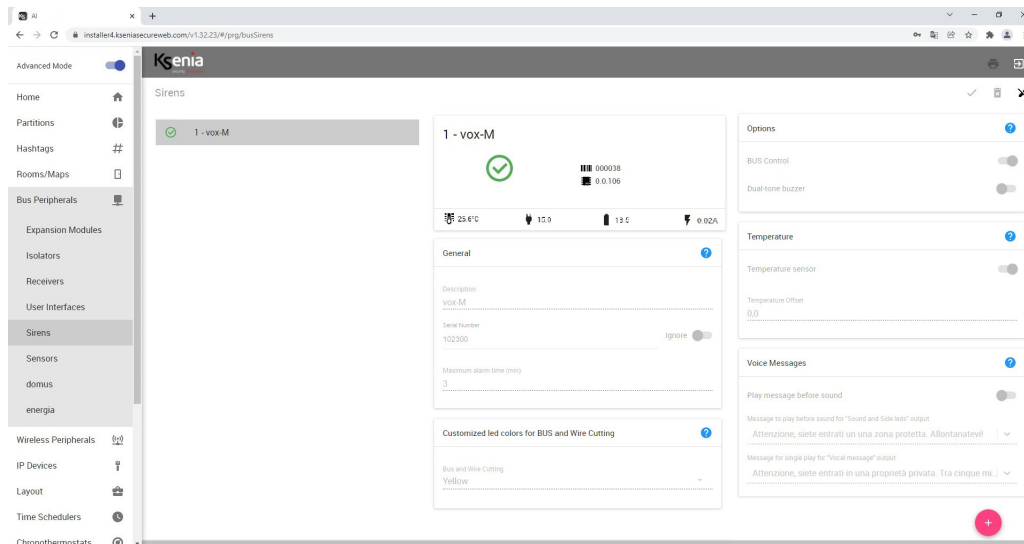 AI
installer4.kseniasecureweb.com/v1.32.23/#/prg/busSirens
Advanced Mode
Ksenia
Home
Partitions
Hashtags
Rooms/Maps
Bus Peripherals
Expansion Modules
Isolators
Receivers
User Interfaces
Sirens
Sensors
domus
energia
Wireless Peripherals
IP Devices
Layout
Time Schedulers
Chronothermostats
Sirens
1 - vox-M
1 - vox-M
000038
0.0.106
25.6°C
15.0
13.5
0.02A
General
Description
vox-M
Serial Number
102300
Ignore
Maximum alarm time (min)
3
Customized led colors for BUS and Wire Cutting
Bus and Wire Cutting
Yellow
Options
BUS Control
Dual-tone buzzer
Temperature
Temperature sensor
Temperature Offset
0,0
Voice Messages
Play message before sound
Message to play before sound for "Sound and Side leds" output
Attenzione, siete entrati un una zona protetta. Allontanatevi!
Message for single play for "Vocal message" output
Attenzione, siete entrati in una proprietà privata. Tra cinque mi...